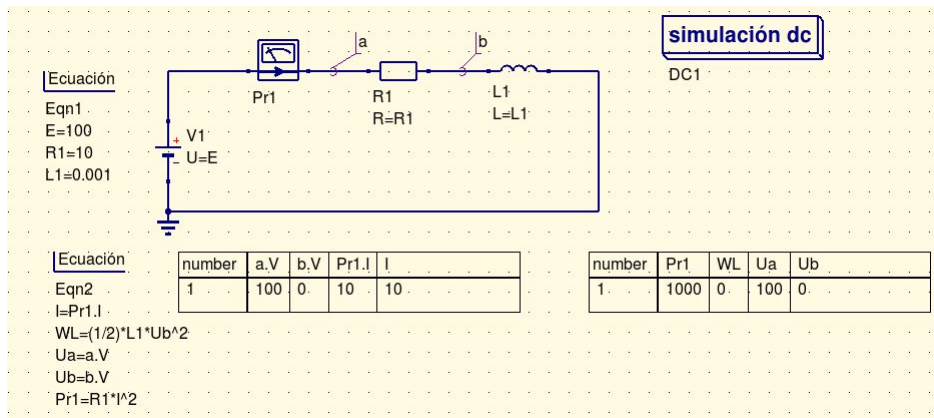 simulación dc
DC1
a
b
Pr1
R1
R=R1
L1
L=L1
Ecuación
Eqn1
E=100
R1=10
L1=0.001
+ V1
- U=E
Ecuación
Eqn2
I=Pr1.I
WL=(1/2)*L1*Ub^2
Ua=a.V
Ub=b.V
Pr1=R1*I^2
number a.V b.V Pr1.I I
1 100 0 10 10
number Pr1 WL Ua Ub
1 1000 0 100 0